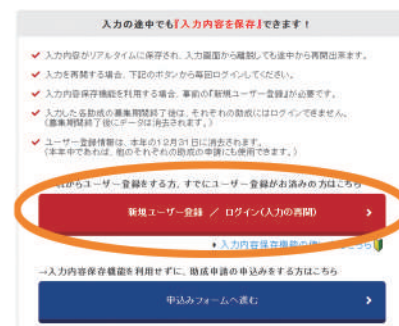 入力の途中でも『入力内容を保存』できます！
入力内容がリアルタイムに保存され、入力画面から離脱しても途中から再開出来ます。
入力を再開する場合、下記のボタンから毎回ログインしてください。
入力内容保存機能を利用する場合、事前の『新規ユーザー登録』が必要です。
入力した各助成の募集期間終了後は、それぞれの助成にはログインできません。
（募集期間終了後にデータは消去されます。）
ユーザー登録情報は、本年の12月31日に消去されます。
（本年中であれば、他のそれぞれの助成の申請にも使用できます。）
からユーザー登録をする方、すでにユーザー登録がお済みの方はこちら
新規ユーザー登録 ／ ログイン（入力の再開）
入力内容保存機能の
こちら
→入力内容保存機能を利用せずに、助成申請の申込みをする方はこちら
申込みフォームへ進む